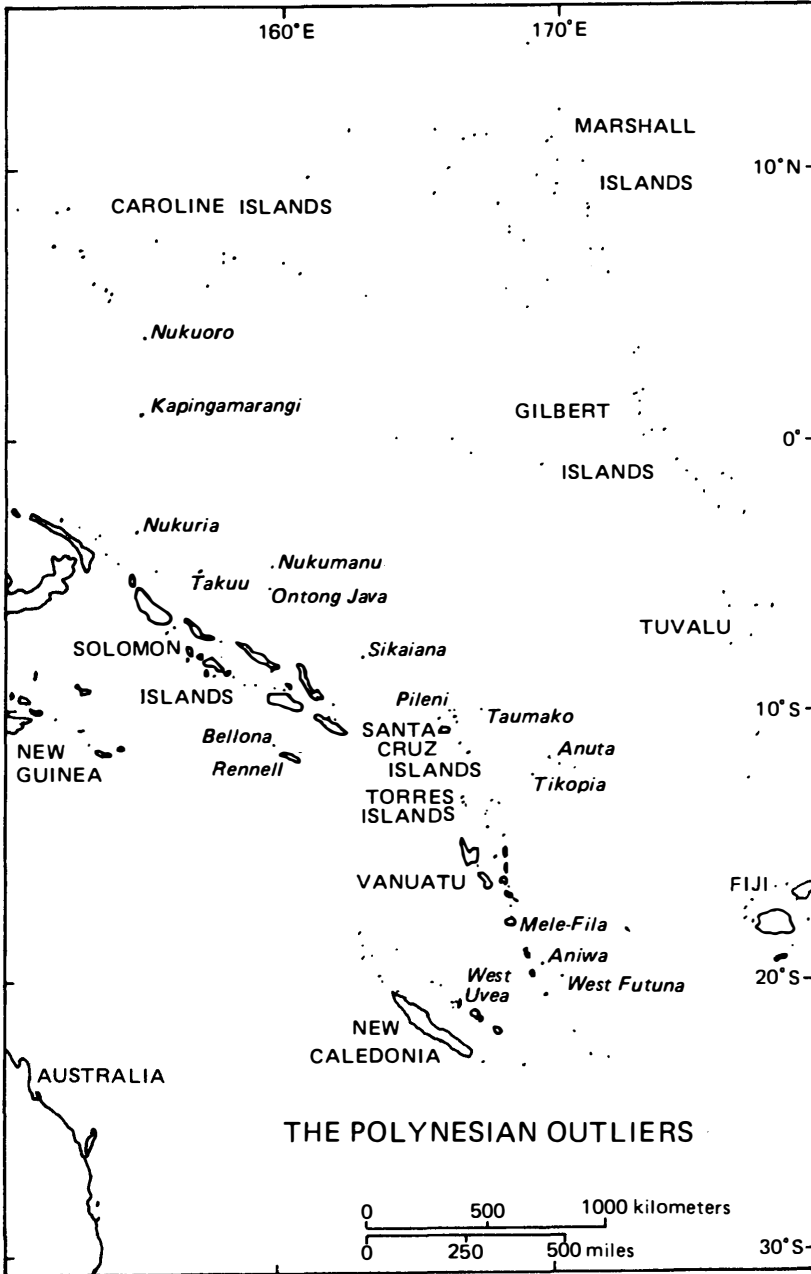 160°E 170°E
MARSHALL
10°N
ISLANDS
CAROLINE ISLANDS
Nukuoro
Kapingamarangi
GILBERT
0°
ISLANDS
Nukuria
Nukumanu
Takuu
Ontong Java
TUVALU
SOLOMON
Sikaiana
ISLANDS
Pileni
10°S
Taumako
SANTA
CRUZ
ISLANDS
Bellona
Rennell
Anuta
Tikopia
NEW
GUINEA
TORRES
ISLANDS
VANUATU
FIJI
Mele-Fila
Aniwa
West Futuna
20°S
West
Uvea
NEW
CALEDONIA
AUSTRALIA
THE POLYNESIAN OUTLIERS
0 500 1000 kilometers
0 250 500 miles
30°S